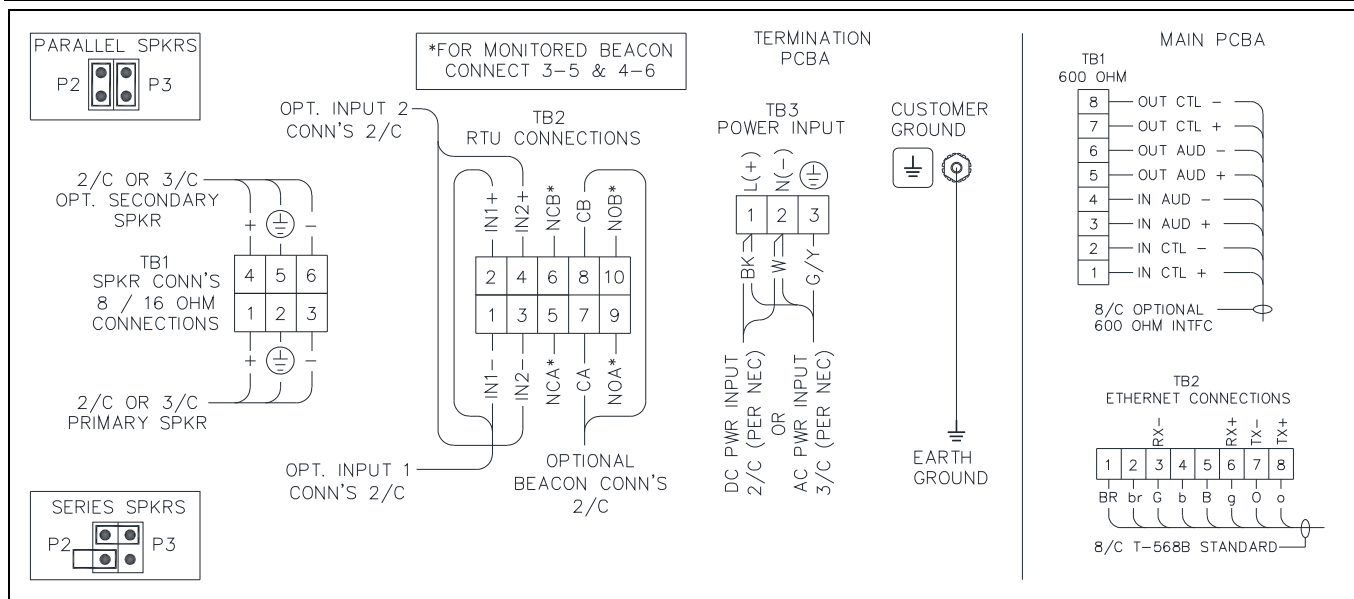 PARALLEL SPKRS
P2 P3
*FOR MONITORED BEACON
CONNECT 3-5 & 4-6
OPT. INPUT 2
CONN'S 2/C
TB2
RTU CONNECTIONS
2/C OR 3/C
OPT. SECONDARY
SPKR
+ -
TB1
SPKR CONN'S
8 / 16 OHM
CONNECTIONS
4 5 6
1 2 3
+ -
2/C OR 3/C
PRIMARY SPKR
IN1+ IN2+ NCB* CB NOB*
2 4 6 8 10
1 3 5 7 9
IN1- IN2- NCA* CA NOA*
OPT. INPUT 1
CONN'S 2/C
OPTIONAL
BEACON CONN'S
2/C
SERIES SPKRS
P2 P3
TERMINATION
PCBA
TB3
POWER INPUT
L(+) N(-)
1 2 3
BK W G/Y
DC PWR INPUT
2/C (PER NEC)
OR
AC PWR INPUT
3/C (PER NEC)
CUSTOMER
GROUND
EARTH
GROUND
MAIN PCBA
TB1
600 OHM
8 OUT CTL -
7 OUT CTL +
6 OUT AUD -
5 OUT AUD +
4 IN AUD -
3 IN AUD +
2 IN CTL -
1 IN CTL +
8/C OPTIONAL
600 OHM INTFC
TB2
ETHERNET CONNECTIONS
RX- RX+ TX- TX+
1 2 3 4 5 6 7 8
BR br G b B g O o
8/C T-568B STANDARD